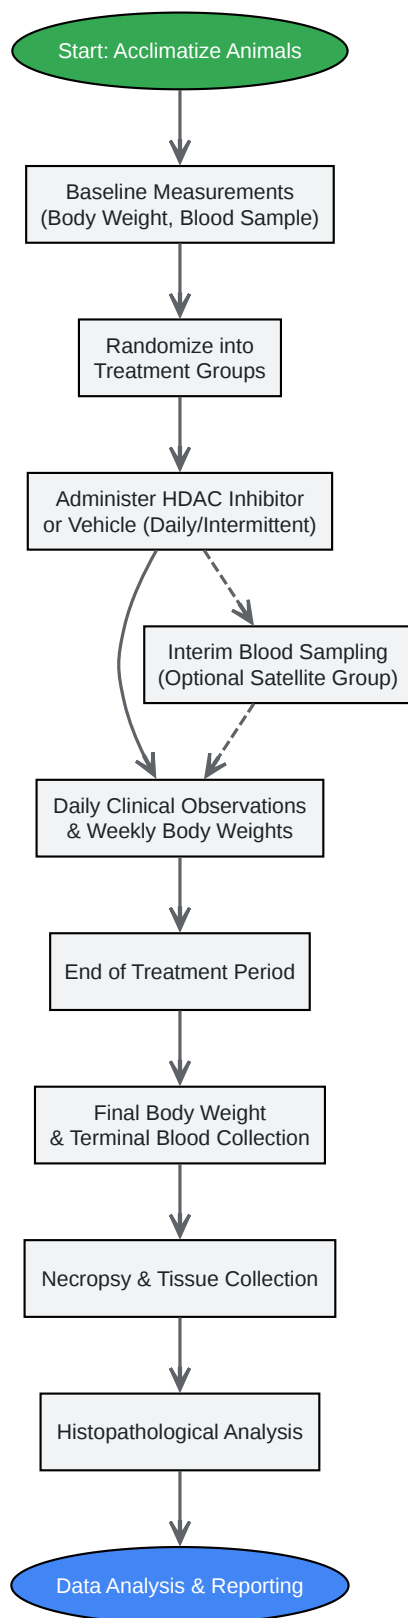 Start: Acclimatize Animals
Baseline Measurements
(Body Weight, Blood Sample)
Randomize into
Treatment Groups
Administer HDAC Inhibitor
or Vehicle (Daily/Intermittent)
Interim Blood Sampling
(Optional Satellite Group)
Daily Clinical Observations
& Weekly Body Weights
End of Treatment Period
Final Body Weight
& Terminal Blood Collection
Necropsy & Tissue Collection
Histopathological Analysis
Data Analysis & Reporting